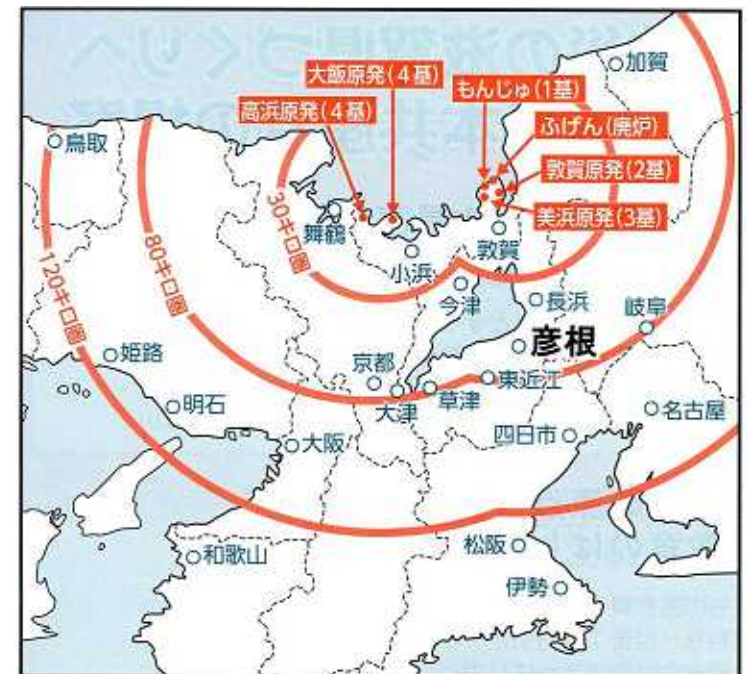 加賀
大飯原発(4基)
もんじゅ(1基)
高浜原発(4基)
ふげん(廃炉)
鳥取
敦賀原発(2基)
美浜原発(3基)
30キロ圏
舞鶴
敦賀
80キロ圏
小浜
120キロ圏
今津
長浜
岐阜
彦根
姫路
京都
東近江
大津
草津
明石
名古屋
大阪
四日市
松阪
和歌山
伊勢